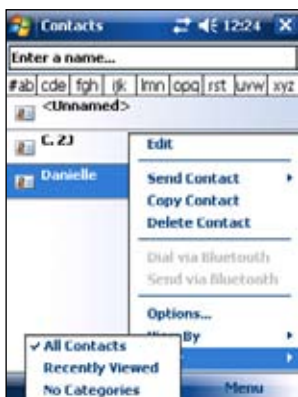 Contacts 12:24
Enter a name...
#ab cde fgh ijk lmn opq rst uvw xyz
<Unnamed>
C, ZJ
Danielle
Edit
Send Contact
Copy Contact
Delete Contact
Dial via Bluetooth
Send via Bluetooth
Options...
By
All Contacts
Recently Viewed
No Categories
Menu